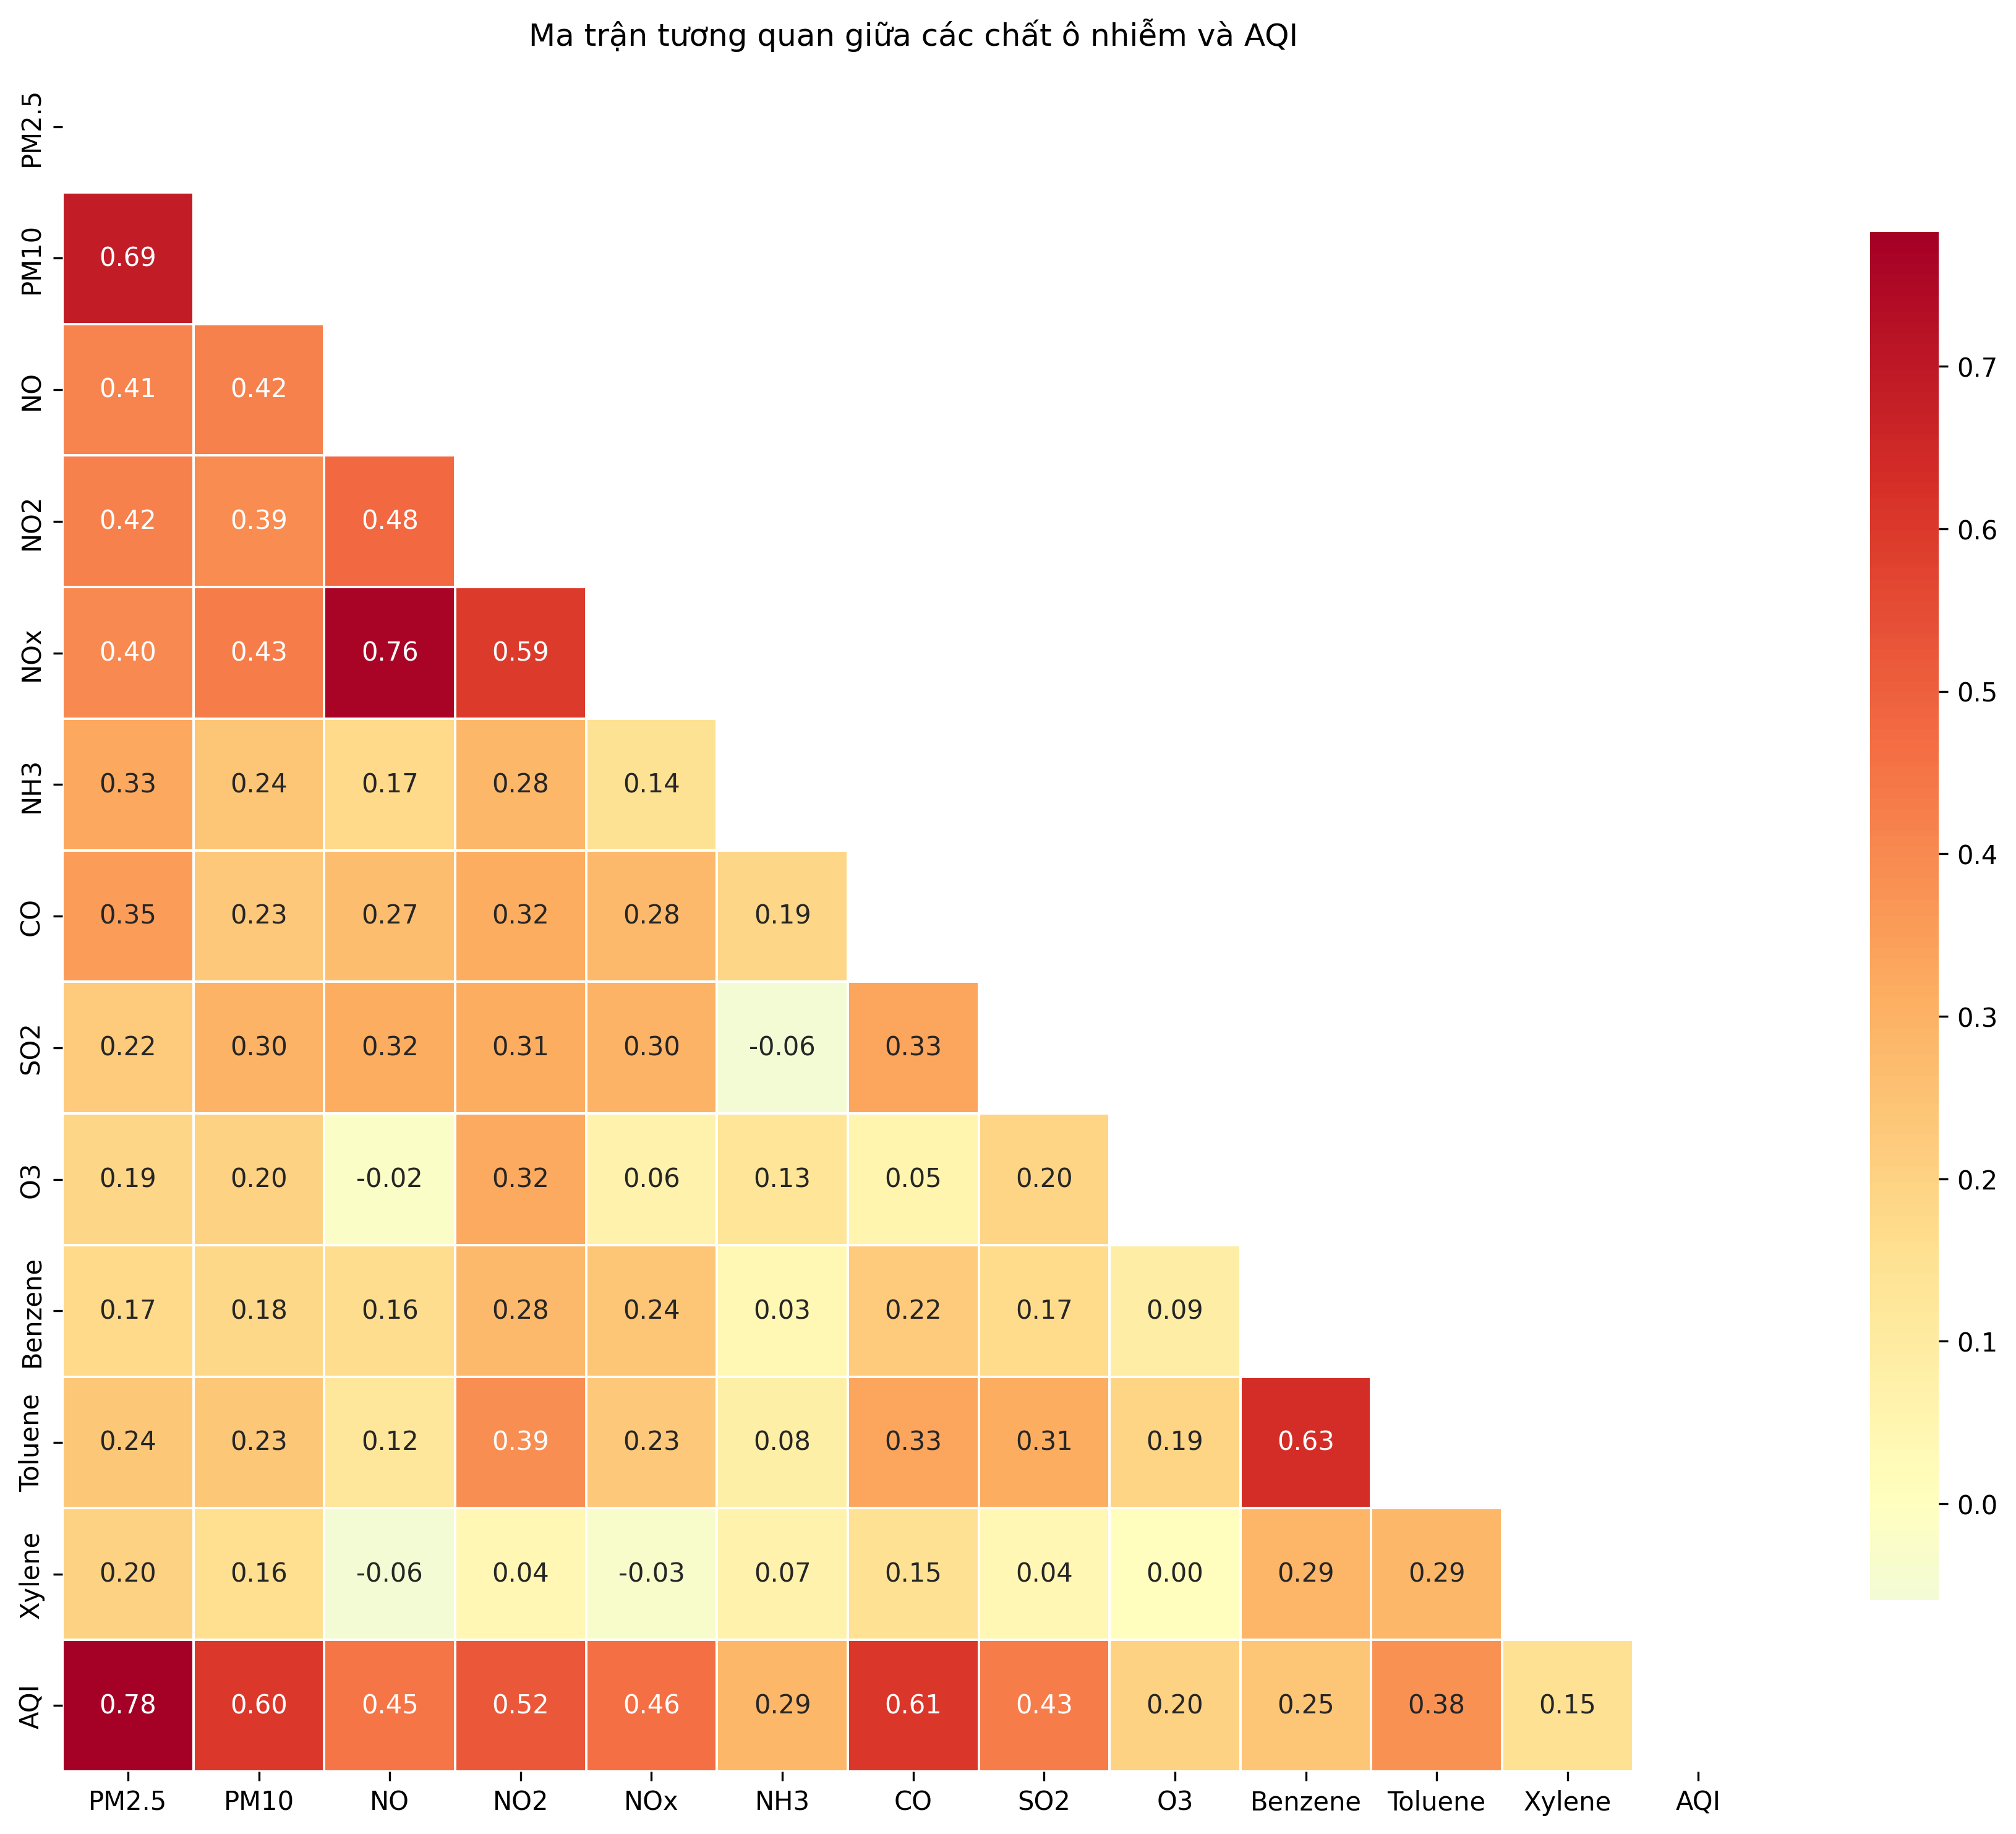 Ma trận tương quan giữa các chất ô nhiễm và AQI
PM2.5
PM10 0.69
NO 0.41 0.42
NO2 0.42 0.39 0.48
NOx 0.40 0.43 0.76 0.59
NH3 0.33 0.24 0.17 0.28 0.14
CO 0.35 0.23 0.27 0.32 0.28 0.19
SO2 0.22 0.30 0.32 0.31 0.30 -0.06 0.33
O3 0.19 0.20 -0.02 0.32 0.06 0.13 0.05 0.20
Benzene 0.17 0.18 0.16 0.28 0.24 0.03 0.22 0.17 0.09
Toluene 0.24 0.23 0.12 0.39 0.23 0.08 0.33 0.31 0.19 0.63
Xylene 0.20 0.16 -0.06 0.04 -0.03 0.07 0.15 0.04 0.00 0.29 0.29
AQI 0.78 0.60 0.45 0.52 0.46 0.29 0.61 0.43 0.20 0.25 0.38 0.15
PM2.5 PM10 NO NO2 NOx NH3 CO SO2 O3 Benzene Toluene Xylene AQI
0.7
0.6
0.5
0.4
0.3
0.2
0.1
0.0